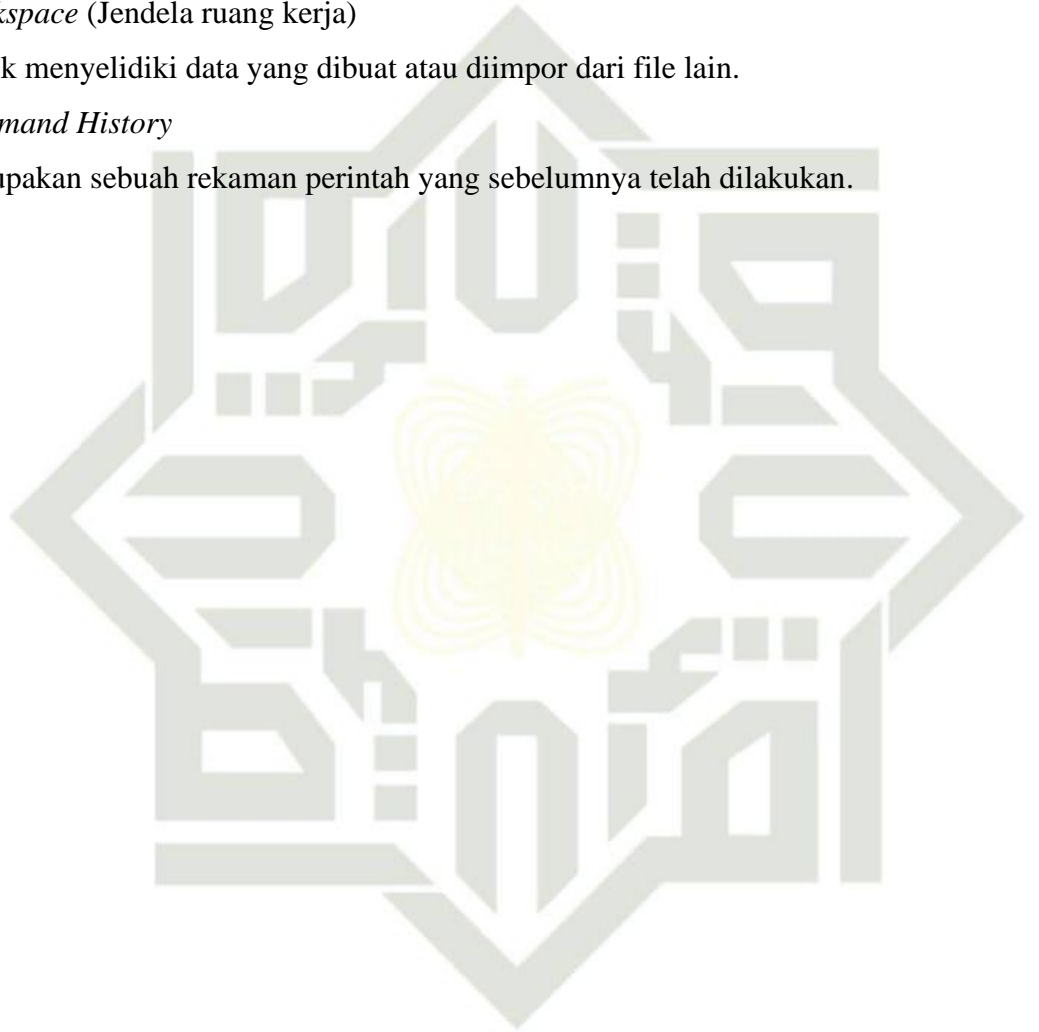 kspace (Jendela ruang kerja)
k menyelidiki data yang dibuat atau diimpor dari file lain.
mand History
upakan sebuah rekaman perintah yang sebelumnya telah dilakukan.